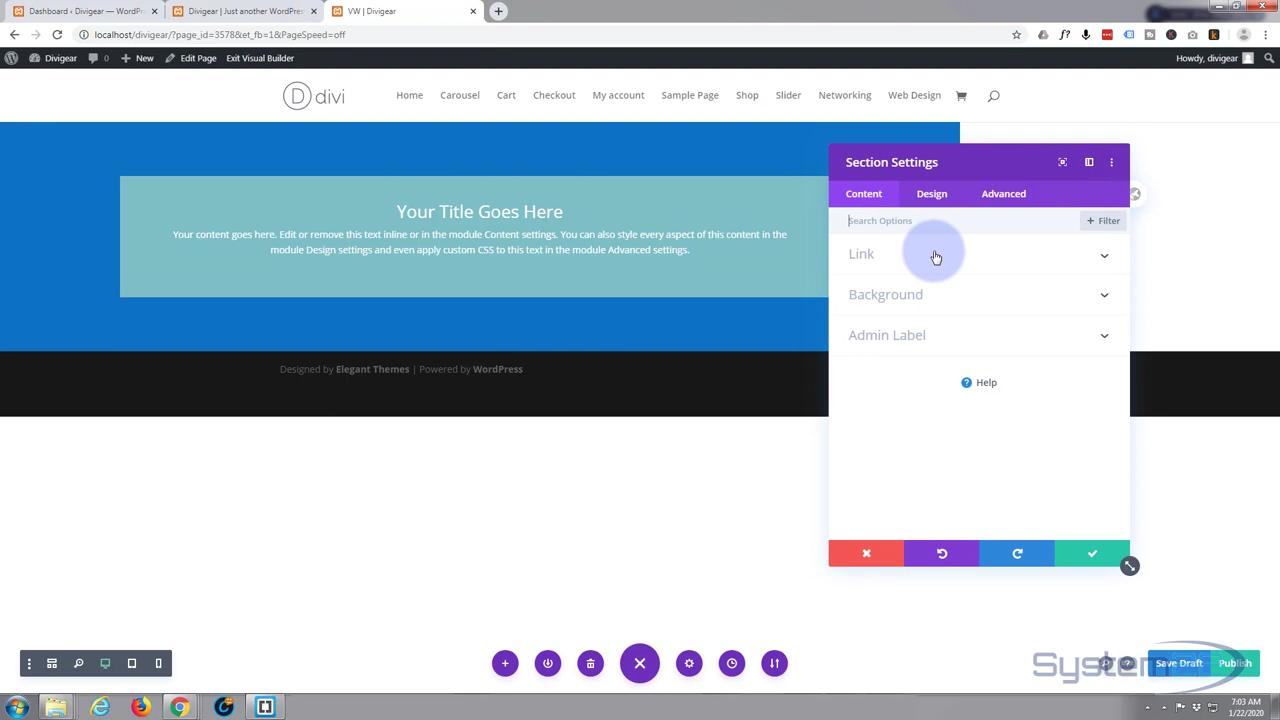 Dashboard ‹ Divigear — WordPr
Divigear | Just another WordPres
VW | Divigear
localhost/divigear/?page_id=3578&et_fb=1&PageSpeed=off
Divigear
0
New
Edit Page
Exit Visual Builder
Howdy, divigear
D divi
Home
Carousel
Cart
Checkout
My account
Sample Page
Shop
Slider
Networking
Web Design
Section Settings
Content
Design
Advanced
Search Options
+ Filter
Link
Background
Admin Label
? Help
Your Title Goes Here
Your content goes here. Edit or remove this text inline or in the module Content settings. You can also style every aspect of this content in the
module Design settings and even apply custom CSS to this text in the module Advanced settings.
Designed by Elegant Themes | Powered by WordPress
Save Draft
Publish
7:03 AM
1/22/2020